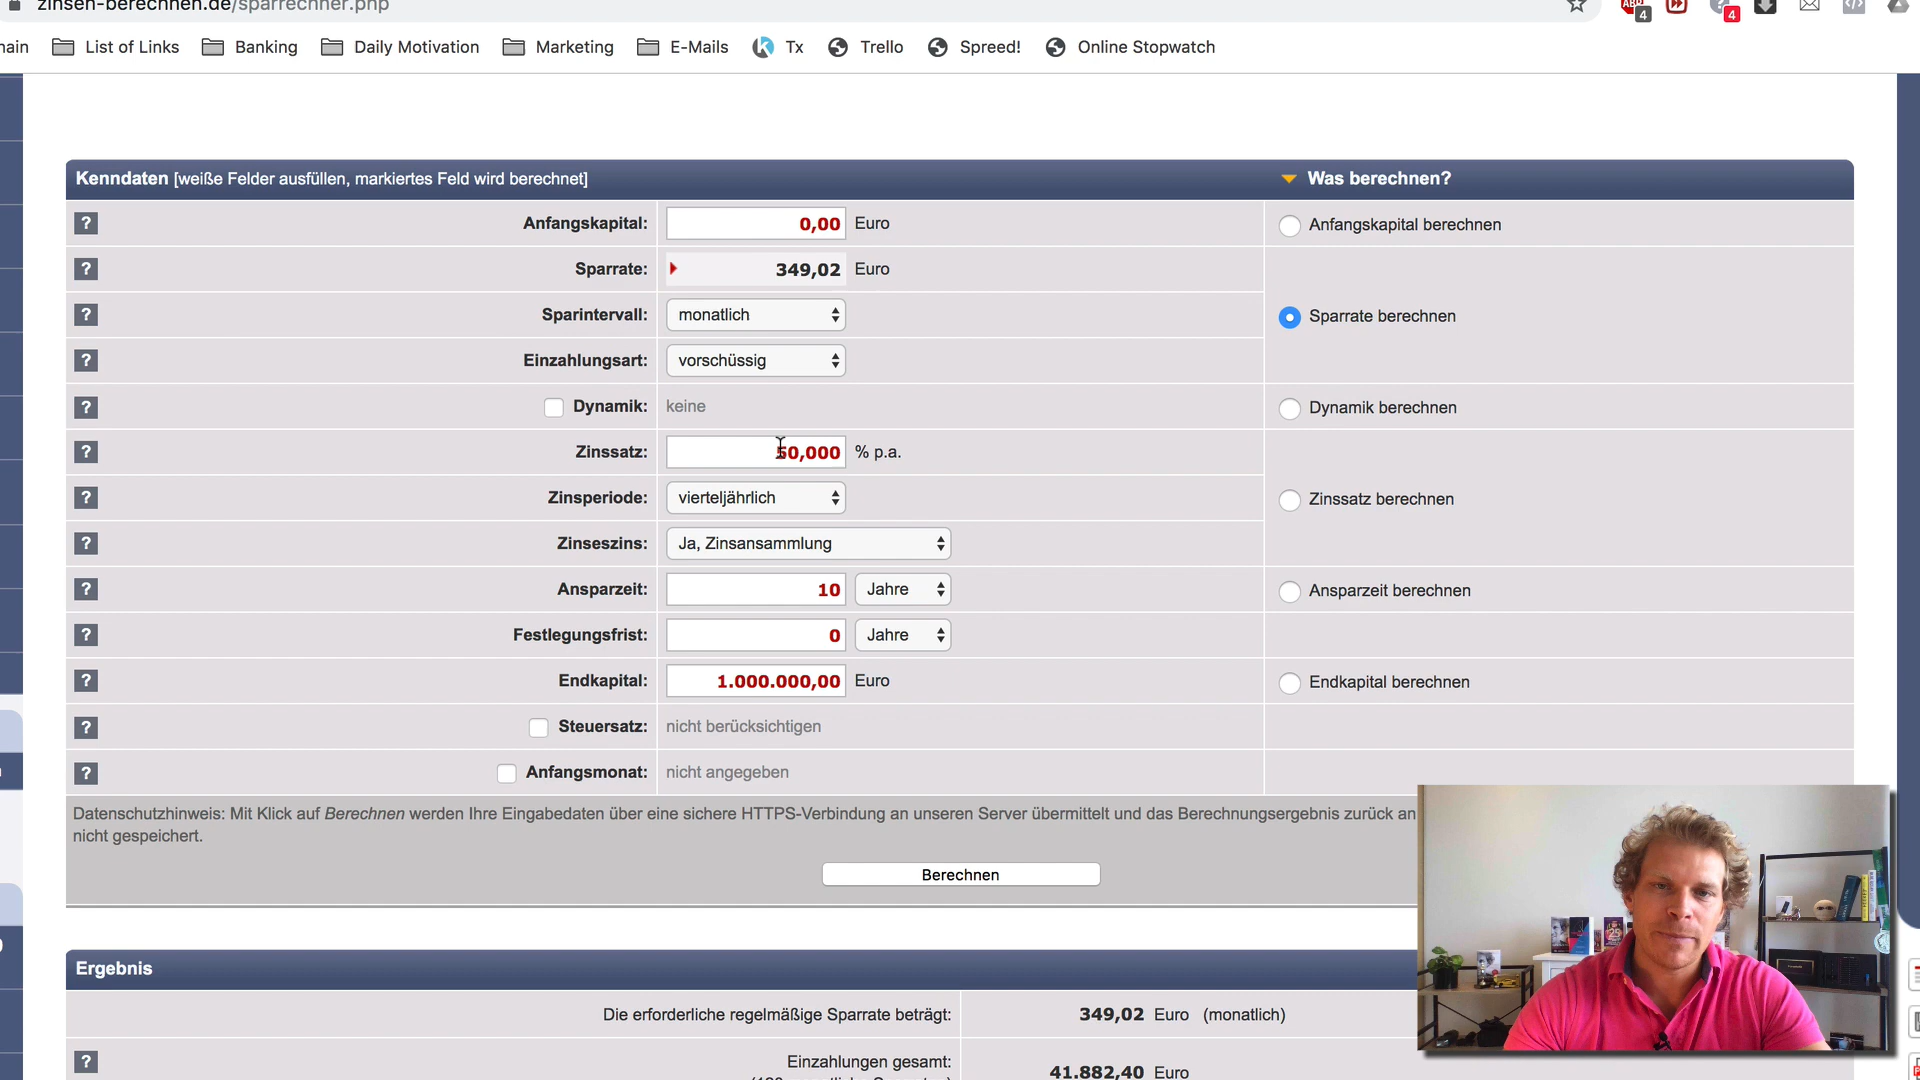 zinsen-berechnen.de/sparrechner.php
ABP 4 4
List of Links Banking Daily Motivation Marketing E-Mails Tx Trello Spreed! Online Stopwatch
Kenndaten [weiße Felder ausfüllen, markiertes Feld wird berechnet] Was berechnen?
? Anfangskapital: 0,00 Euro Anfangskapital berechnen
? Sparrate: 349,02 Euro
? Sparintervall: monatlich Sparrate berechnen
? Einzahlungsart: vorschüssig
? Dynamik: keine Dynamik berechnen
? Zinssatz: 50,000 % p.a.
? Zinsperiode: vierteljährlich Zinssatz berechnen
? Zinseszins: Ja, Zinsansammlung
? Ansparzeit: 10 Jahre Ansparzeit berechnen
? Festlegungsfrist: 0 Jahre
? Endkapital: 1.000.000,00 Euro Endkapital berechnen
? Steuersatz: nicht berücksichtigen
? Anfangsmonat: nicht angegeben
Datenschutzhinweis: Mit Klick auf Berechnen werden Ihre Eingabedaten über eine sichere HTTPS-Verbindung an unseren Server übermittelt und das Berechnungsergebnis zurück an
nicht gespeichert.
Berechnen
Ergebnis
Die erforderliche regelmäßige Sparrate beträgt: 349,02 Euro (monatlich)
? Einzahlungen gesamt: 41.882,40 Euro